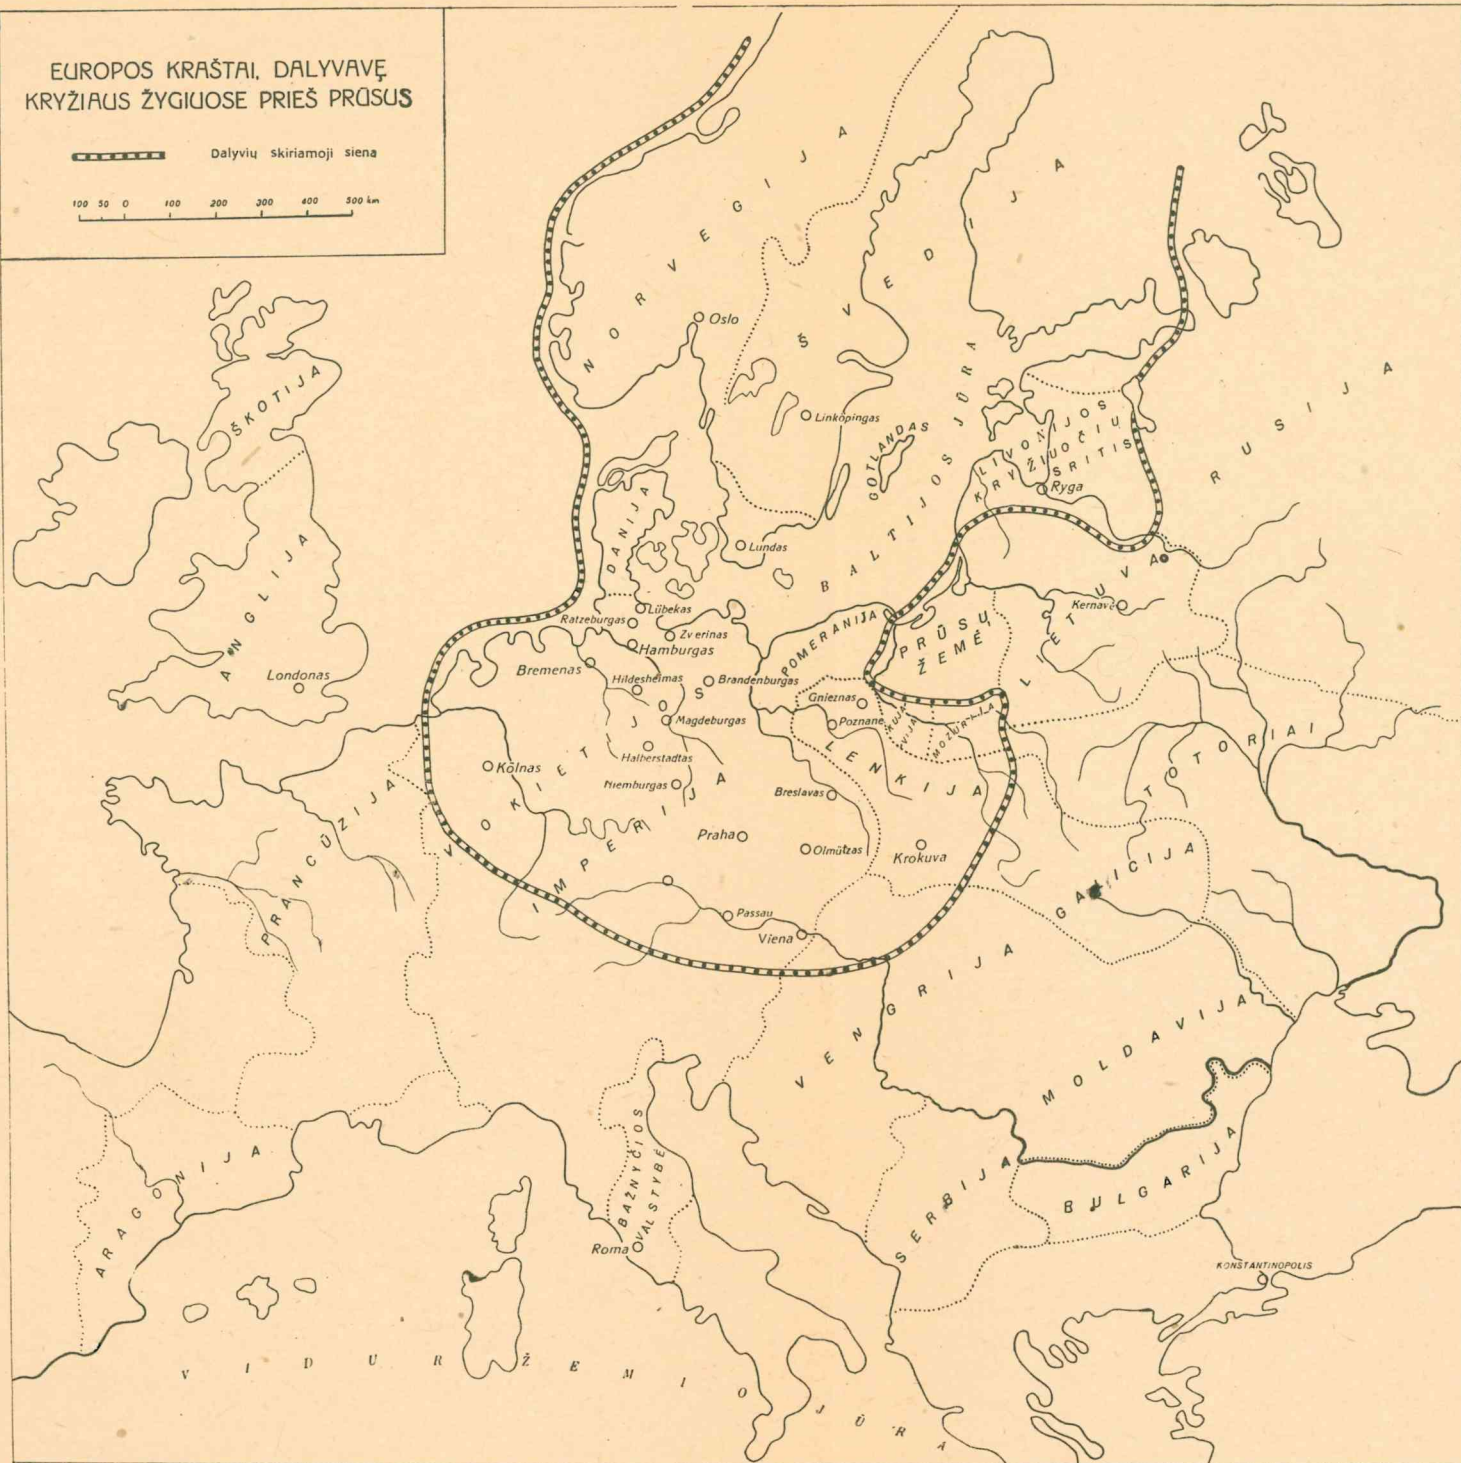 EUROPOS KRAŠTAI, DALYVAVĘ
KRYŽIAUS ŽYGIUOSE PRIEŠ PRŪSUS
Dalyvių skiriamoji siena
100 50 0 100 200 300 400 500 km
NORVEGIJA
ŠVEDIJA
Oslo
ŠKOTIJA
Linköpingas
GOTLANDAS
BALTIJOS JŪRA
LIVONIJOS
KRYŽIUOČIŲ
SRITIS
Ryga
RUSIJA
ANGLIJA
Londonas
DANIJA
Lundas
Lübekas
Ratzeburgas
Zverinas
Hamburgas
Bremenas
Hildesheimas
Brandenburgas
Magdeburgas
Halberstadtas
Niemburgas
POMERANIJA
PRŪSŲ
ŽEMĖ
LIETUVA
Kernavė
Gnieznas
Poznanė
KUJA
VIJA
MOZŪRIJA
LENKIJA
TOTORIAI
Kölnas
VOKIETIJOS
IMPERIJA
Breslavas
Praha
Olmützas
Krokuva
PRANCŪZIJA
Passau
Viena
GALICIJA
VENGRIJA
MOLDAVIJA
ARAGONIJA
BAŽNYČIOS
VALSTYBĖ
Roma
SERBIJA
BULGARIJA
KONSTANTINOPOLIS
VIDURŽEMIO JŪRA